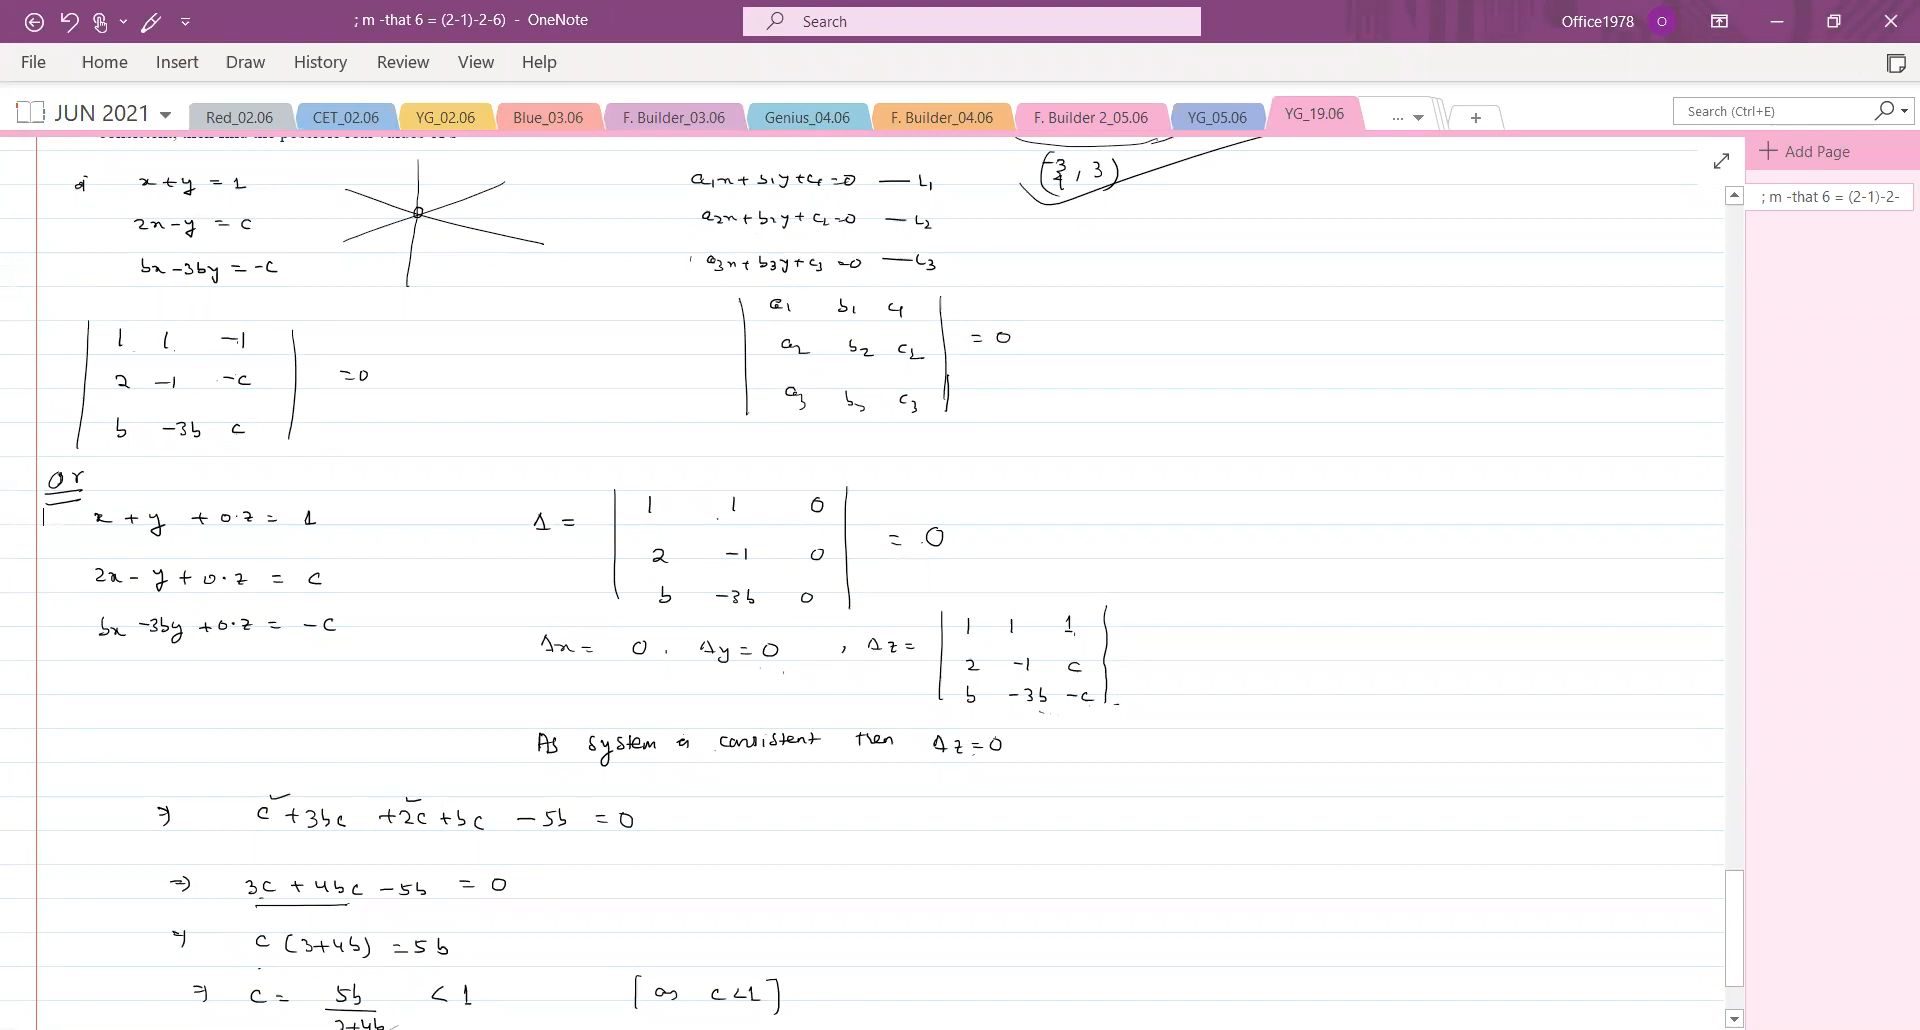 ; m -that 6 = (2-1)-2-6) - OneNote
Search
Office1978
O
File Home Insert Draw History Review View Help
JUN 2021
Red_02.06 CET_02.06 YG_02.06 Blue_03.06 F. Builder_03.06 Genius_04.06 F. Builder_04.06 F. Builder 2_05.06 YG_05.06 YG_19.06 ... +
Search (Ctrl+E)
Add Page
; m -that 6 = (2-1)-2-
x + y = 1
2x - y = c
bx - 3by = -c
a₁x + b₁y + c₁ = 0 — L₁
a₂x + b₂y + c₂ = 0 — L₂
a₃x + b₃y + c₃ = 0 — L₃
, 3)
1 1 -1
2 -1 -c
b -3b c
= 0
a₁ b₁ c₁
a₂ b₂ c₂
a₃ b₃ c₃
= 0
Or
x + y + 0.z = 1
2x - y + 0.z = c
bx - 3by + 0.z = -c
Δ =
1 1 0
2 -1 0
b -3b 0
= 0
Δx = 0, Δy = 0, Δz =
1 1 1
2 -1 c
b -3b -c
As system is consistent then Δz = 0
⇒ c + 3bc + 2c + bc - 5b = 0
⇒ 3c + 4bc - 5b = 0
⇒ c (3+4b) = 5b
⇒ c = 5b / 3+4b < 1 [as c<1]